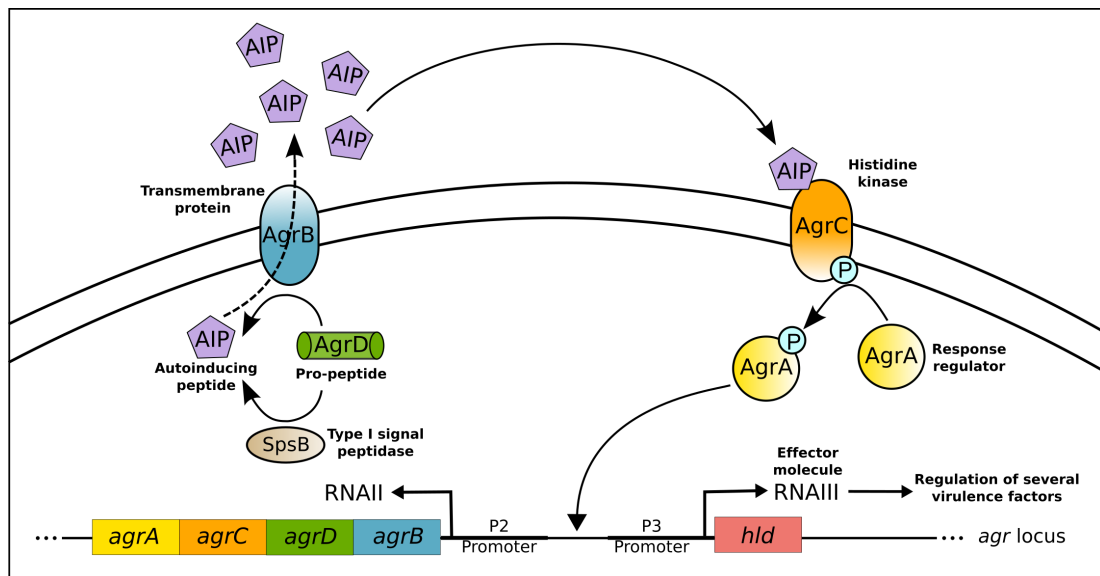 AIP
AIP
AIP
AIP
AIP
Transmembrane
protein
AgrB
AIP
Histidine
kinase
AgrC
P
AIP
Autoinducing
peptide
AgrD
Pro-peptide
SpsB
Type I signal
peptidase
P
AgrA
AgrA
Response
regulator
RNAII
Effector
molecule
RNAIII
Regulation of several
virulence factors
... agrA agrC agrD agrB
P2
Promoter
P3
Promoter
hld
... agr locus